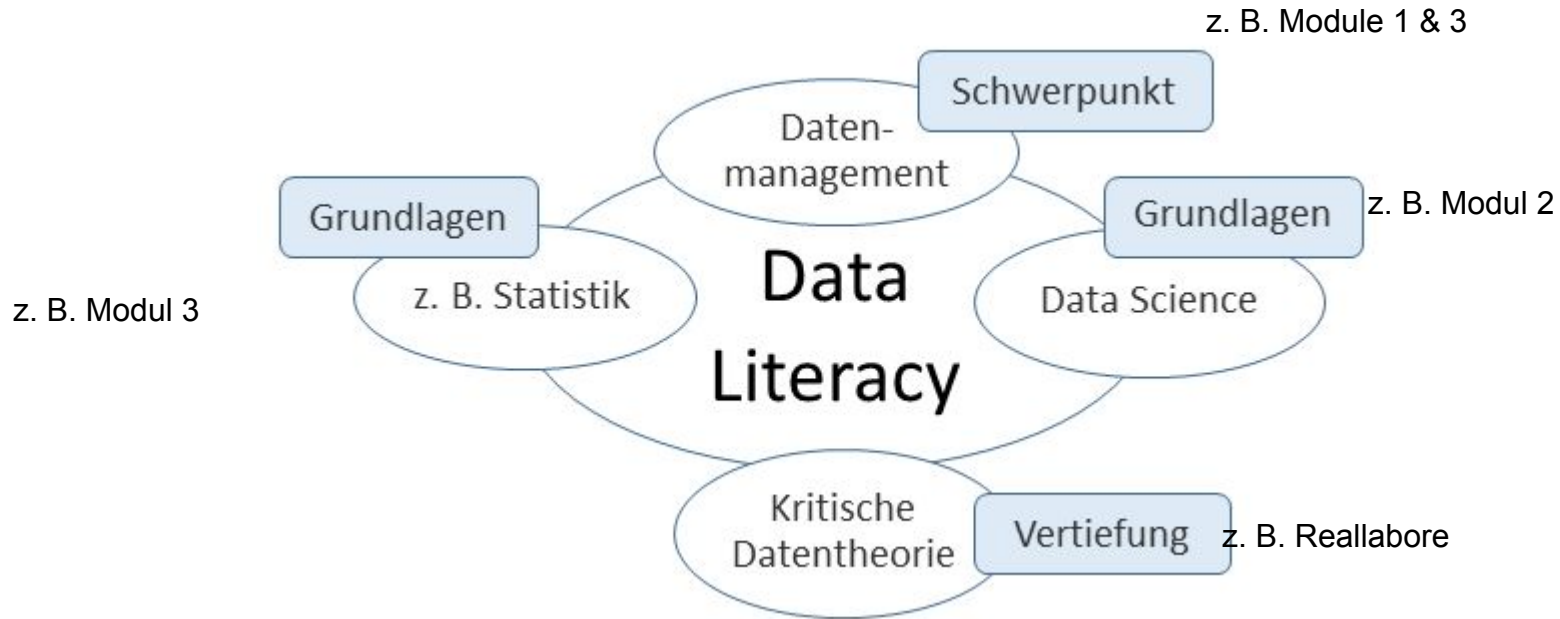 z. B. Module 1 & 3
Schwerpunkt
Daten-
management
Grundlagen
Grundlagen
z. B. Modul 2
z. B. Statistik
z. B. Modul 3
Data
Literacy
Data Science
Kritische
Datentheorie
Vertiefung
z. B. Reallabore